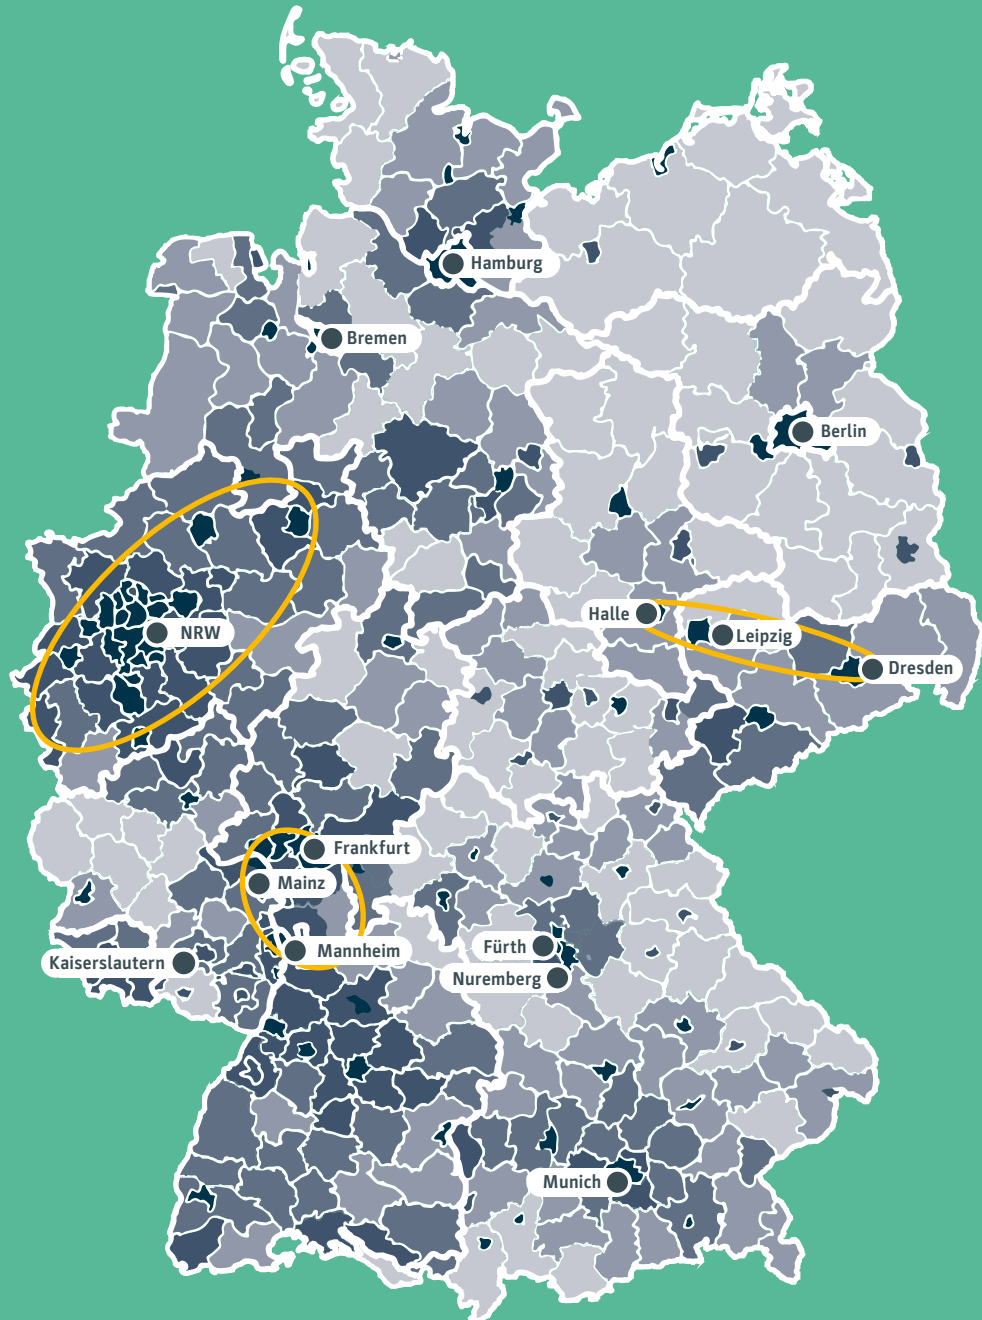 Hamburg
Bremen
Berlin
Halle
Leipzig
NRW
Dresden
Frankfurt
Mainz
Fürth
Mannheim
Kaiserslautern
Nuremberg
Munich